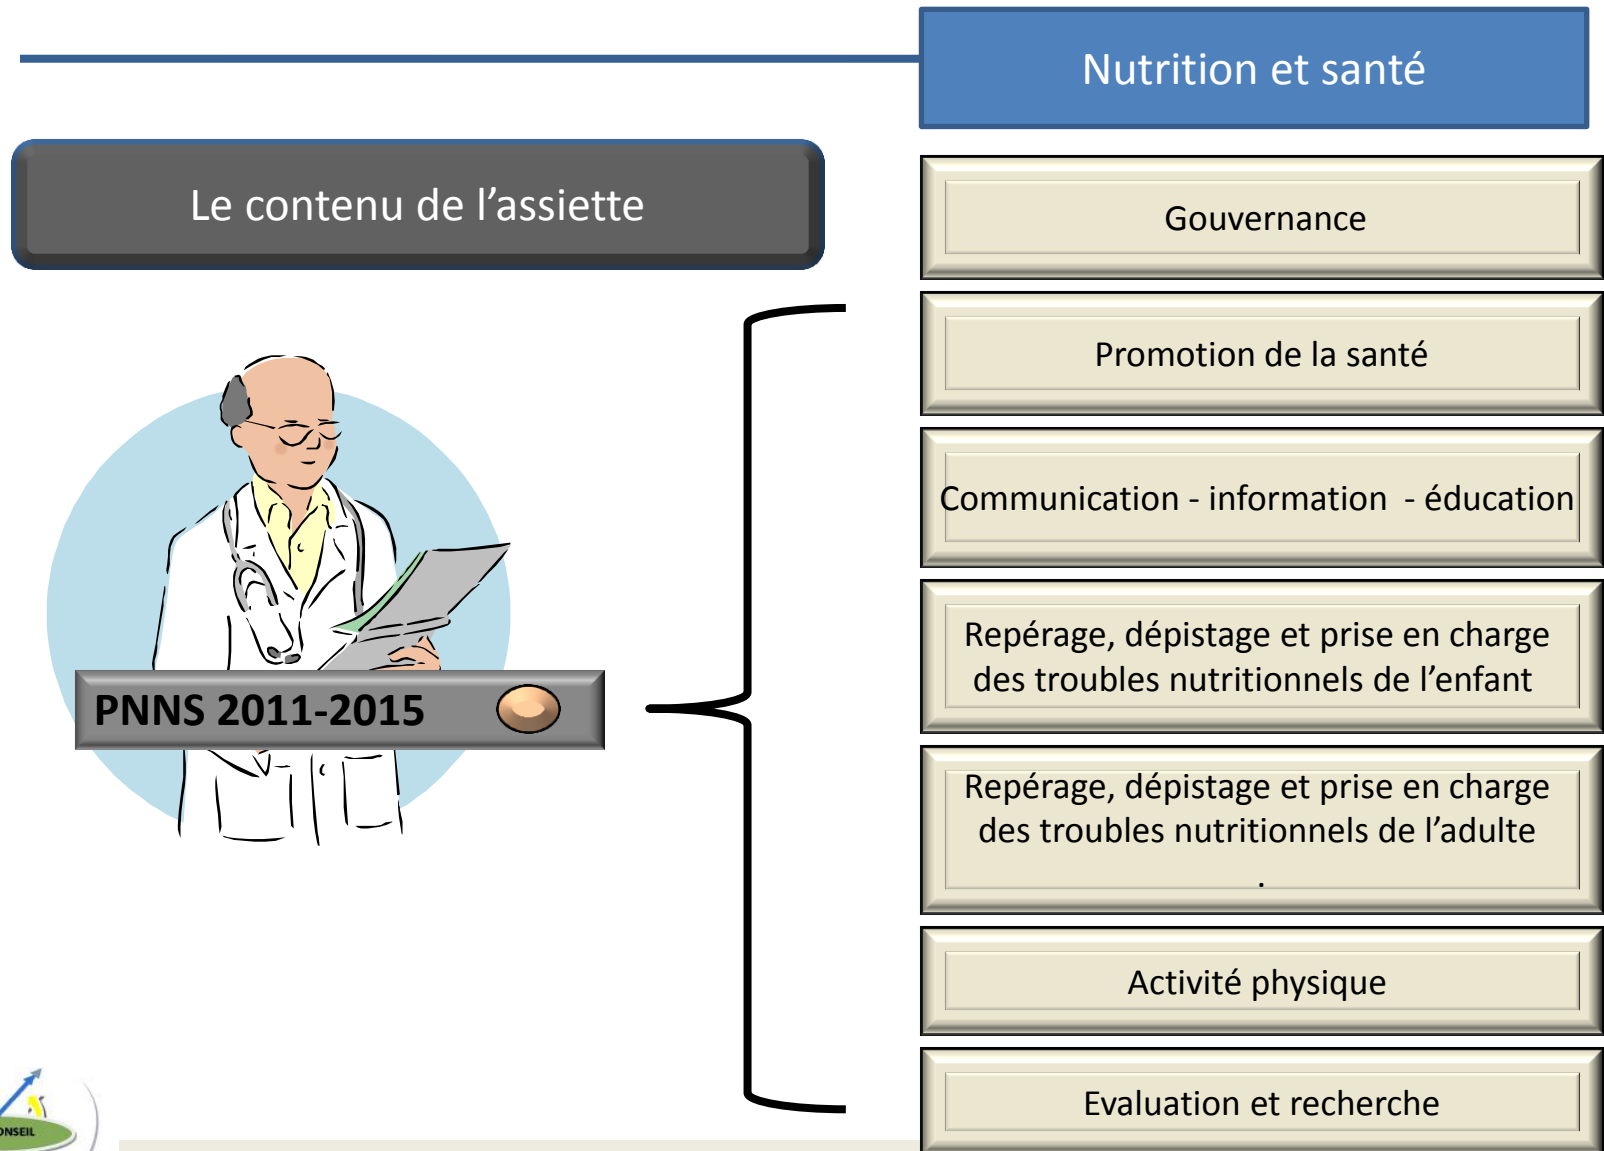 Nutrition et santé
Le contenu de l’assiette
Gouvernance
Promotion de la santé
Communication - information  - éducation
Repérage, dépistage et prise en charge
des troubles nutritionnels de l’enfant
Repérage, dépistage et prise en charge
des troubles nutritionnels de l’adulte
.
PNNS 2011-2015
Activité physique
Evaluation et recherche